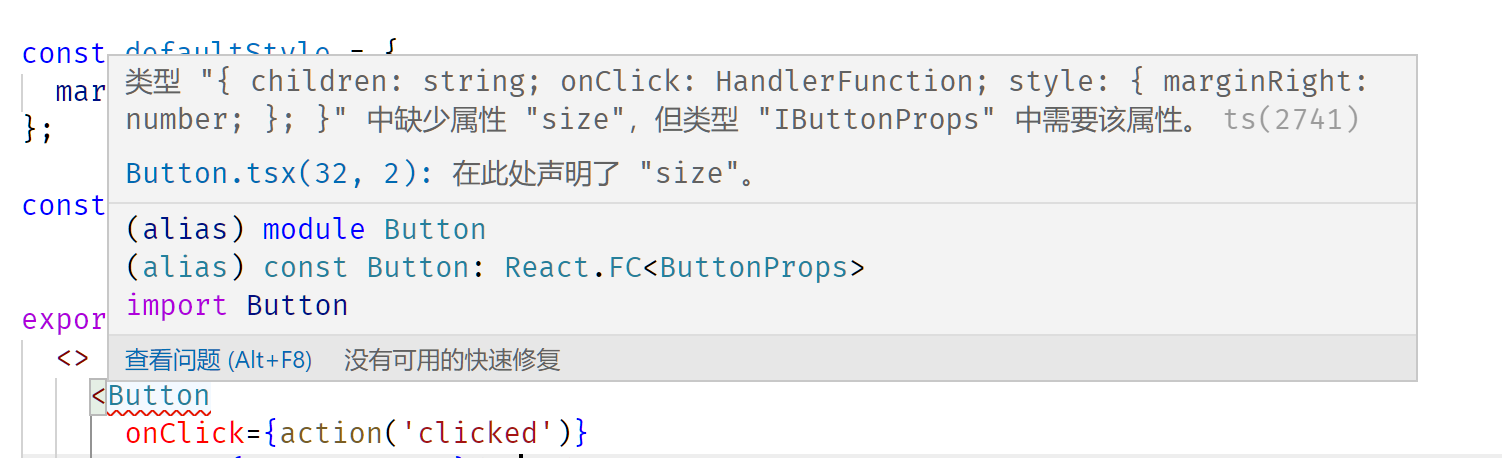 const defaultStyle = {
mar
};
类型 "{ children: string; onClick: HandlerFunction; style: { marginRight:
number; }; }" 中缺少属性 "size"，但类型 "IButtonProps" 中需要该属性。 ts(2741)
Button.tsx(32, 2): 在此处声明了 "size"。
const
(alias) module Button
(alias) const Button: React.FC<ButtonProps>
import Button
expor
查看问题 (Alt+F8) 没有可用的快速修复
<>
<Button
onClick={action('clicked')}